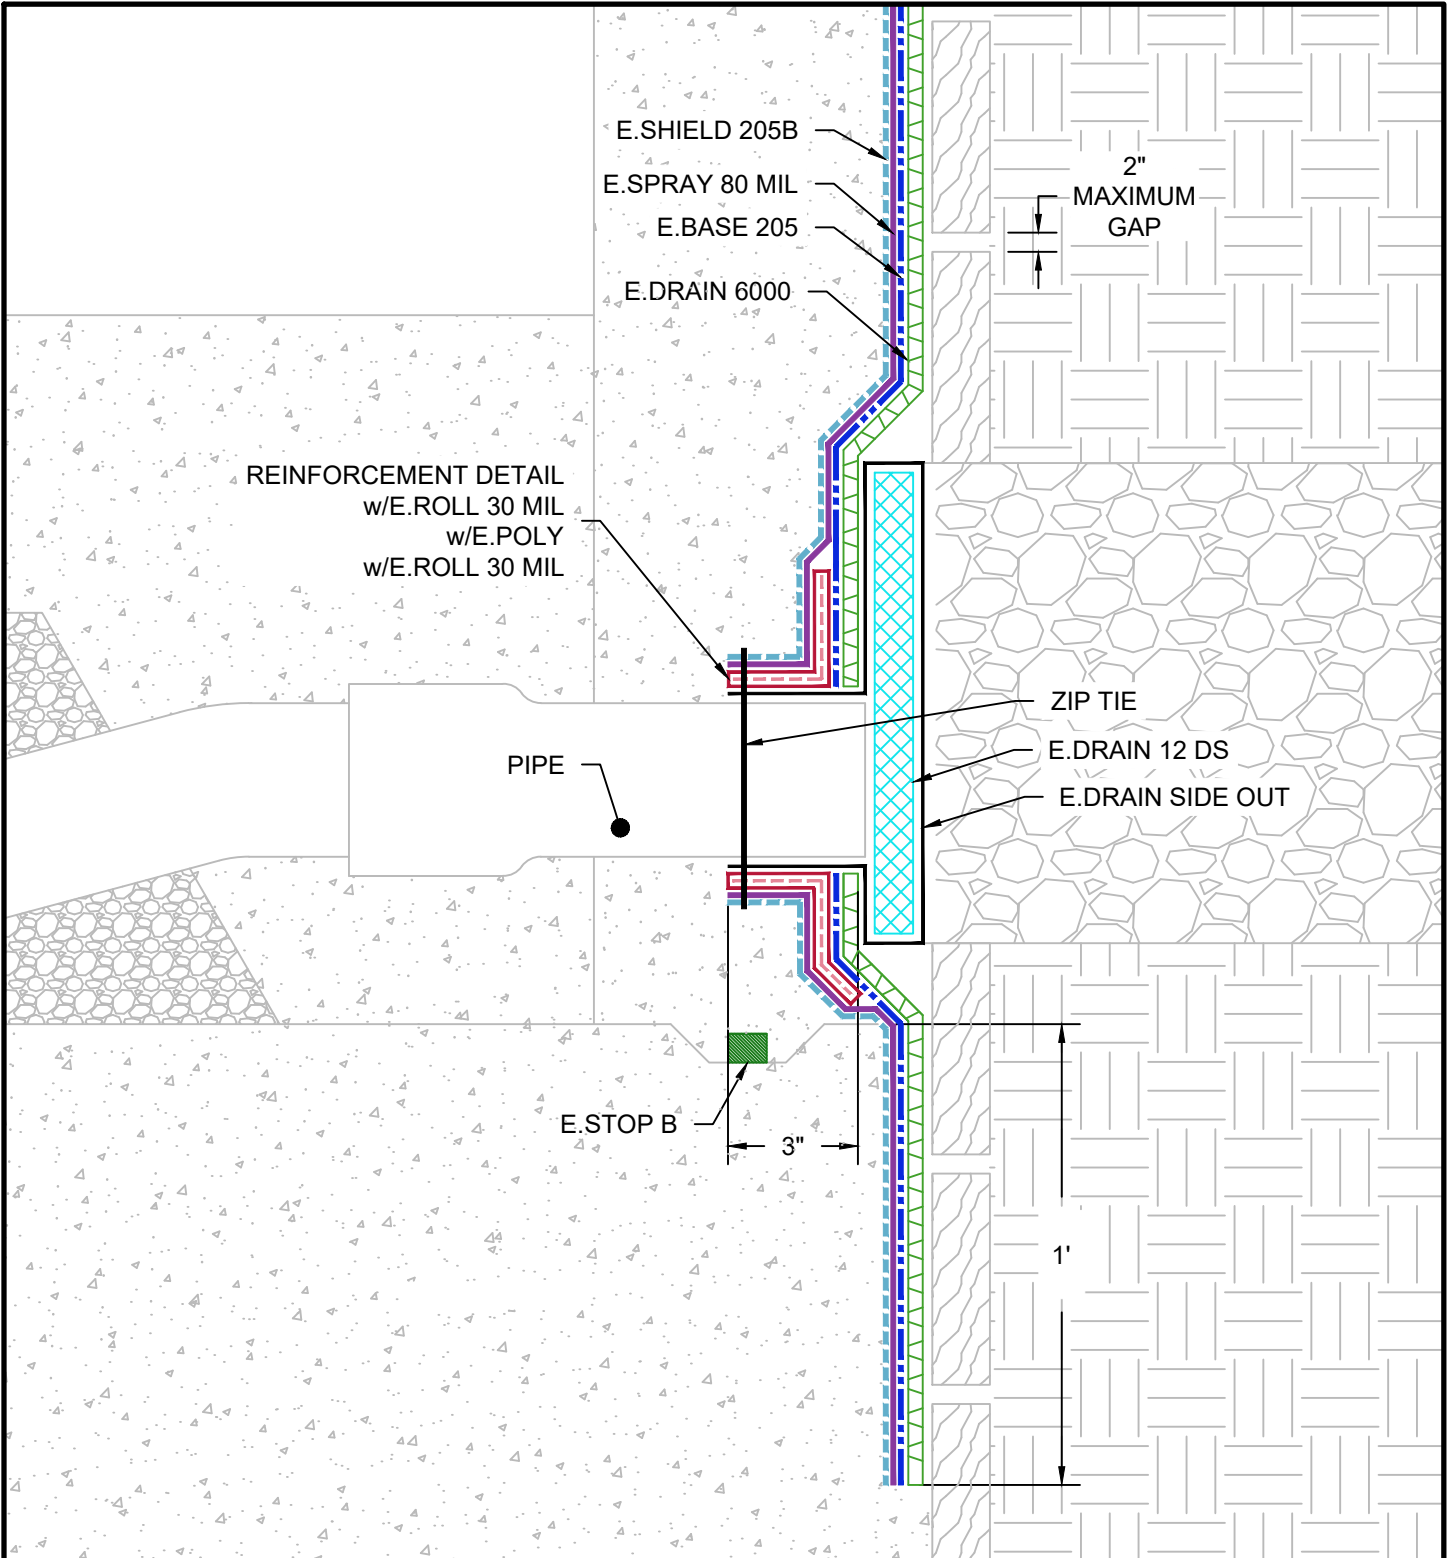 E.SHIELD 205B
E.SPRAY 80 MIL
E.BASE 205
E.DRAIN 6000
2"
MAXIMUM
GAP
REINFORCEMENT DETAIL
w/E.ROLL 30 MIL
w/E.POLY
w/E.ROLL 30 MIL
ZIP TIE
E.DRAIN 12 DS
E.DRAIN SIDE OUT
PIPE
E.STOP B
3"
1'